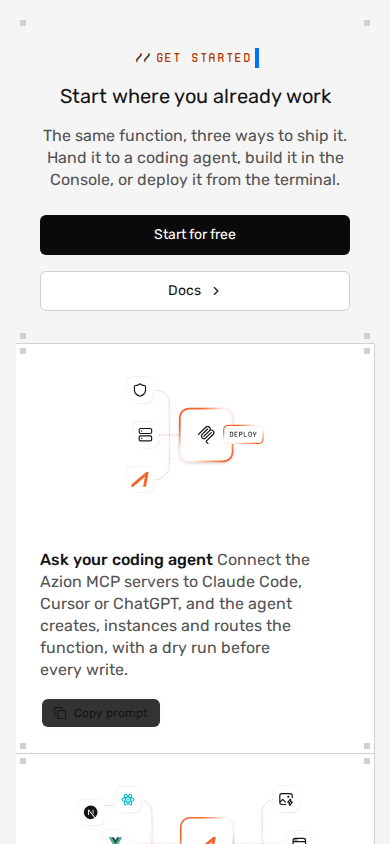 // GET STARTED
Start where you already work
The same function, three ways to ship it.
Hand it to a coding agent, build it in the
Console, or deploy it from the terminal.
Start for free
Docs
DEPLOY
Ask your coding agent Connect the
Azion MCP servers to Claude Code,
Cursor or ChatGPT, and the agent
creates, instances and routes the
function, with a dry run before
every write.
Copy prompt
N